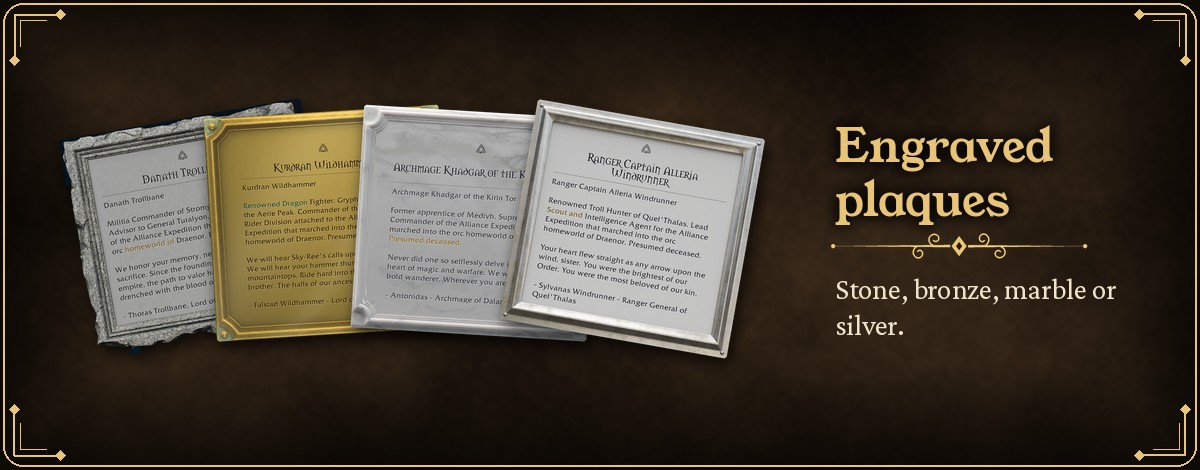 Danath Troll
Danath Trollbane
Militia Commander of Strom
Advisor to General Turalyon.
of the Alliance Expedition th
orc homeworld of Draenor.
We honor your memory, ne
sacrifice. Since the foundin
empire, the path to valor h
drenched with the blood o
- Thoras Trollbane, Lord o
Kurdran Wildhamm
Kurdran Wildhammer
Renowned Dragon Fighter. Gryph
the Aerie Peak. Commander of the
Rider Division attached to the All
Expedition that marched into the
homeworld of Draenor. Presume
We will hear Sky-Ree's calls up
We will hear your hammer thun
mountaintops. Ride hard into th
brother. The halls of our ances
- Falstad Wildhammer - Lord o
Archmage Khadgar of the K
Archmage Khadgar of the Kirin Tor
Former apprentice of Medivh. Supre
Commander of the Alliance Expedi
marched into the orc homeworld o
Presumed deceased.
Never did one so selflessly delve i
heart of magic and warfare. We w
bold wanderer. Wherever you are
- Antonidas - Archmage of Dalar
Ranger Captain Alleria
Windrunner
Ranger Captain Alleria Windrunner
Renowned Troll Hunter of Quel'Thalas. Lead
Scout and Intelligence Agent for the Alliance
Expedition that marched into the orc
homeworld of Draenor. Presumed deceased.
Your heart flew straight as any arrow upon the
wind, sister. You were the brightest of our
Order. You were the most beloved of our kin.
- Sylvanas Windrunner - Ranger General of
Quel'Thalas
Engraved
plaques
Stone, bronze, marble or
silver.